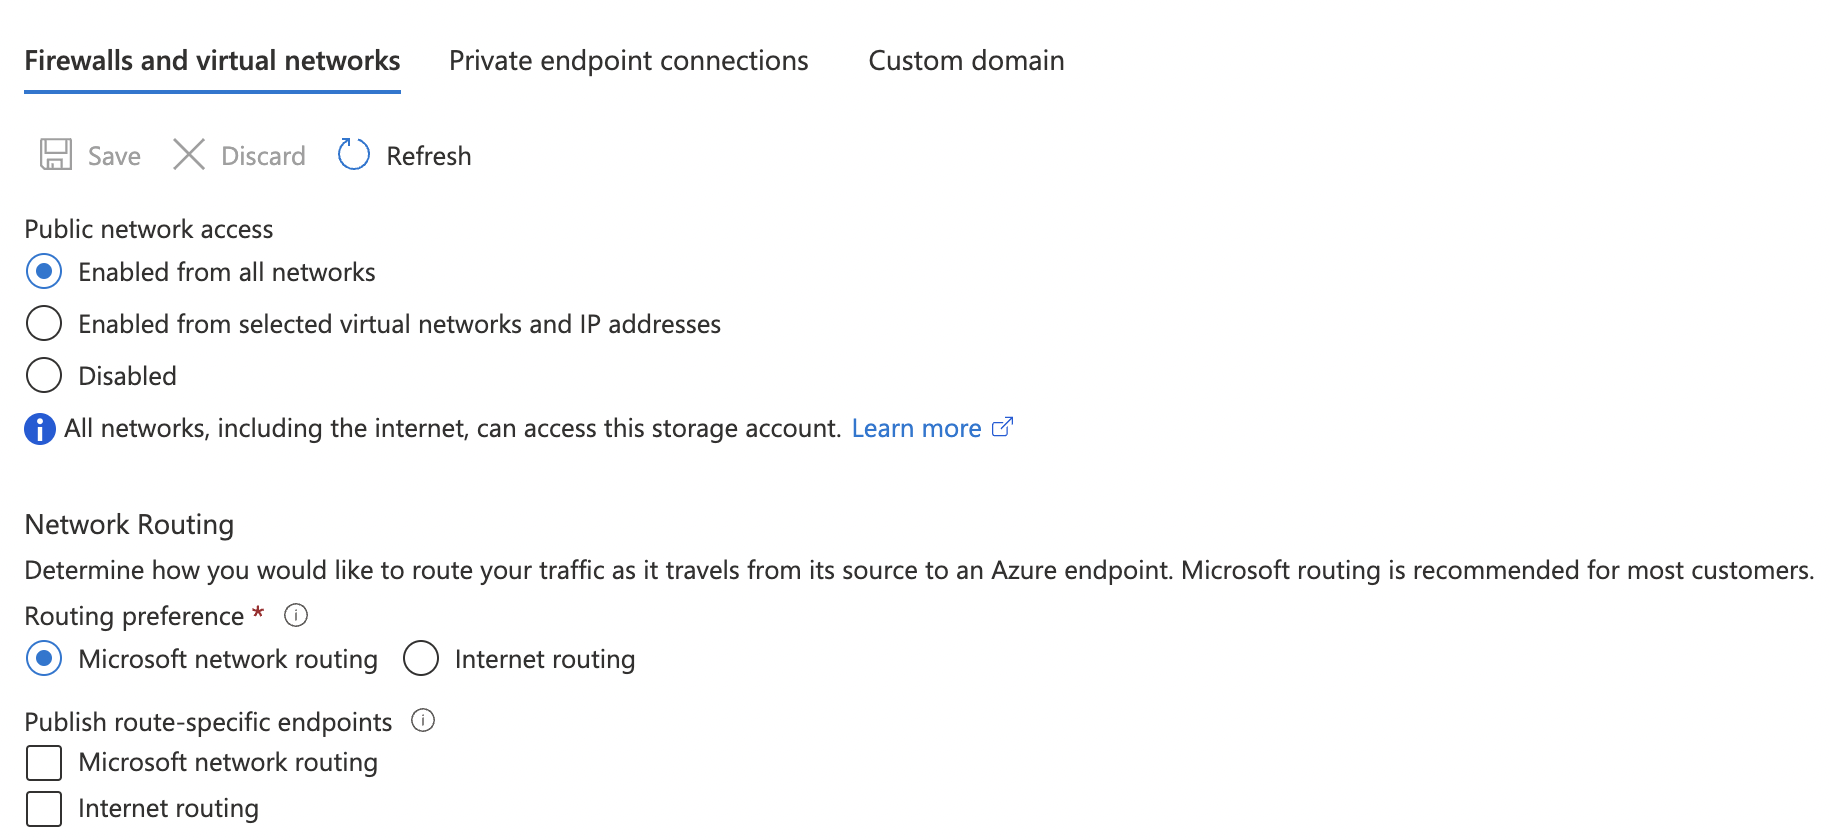 Firewalls and virtual networks Private endpoint connections Custom domain
Save Discard Refresh
Public network access
Enabled from all networks
Enabled from selected virtual networks and IP addresses
Disabled
All networks, including the internet, can access this storage account. Learn more
Network Routing
Determine how you would like to route your traffic as it travels from its source to an Azure endpoint. Microsoft routing is recommended for most customers.
Routing preference *
Microsoft network routing Internet routing
Publish route-specific endpoints
Microsoft network routing
Internet routing